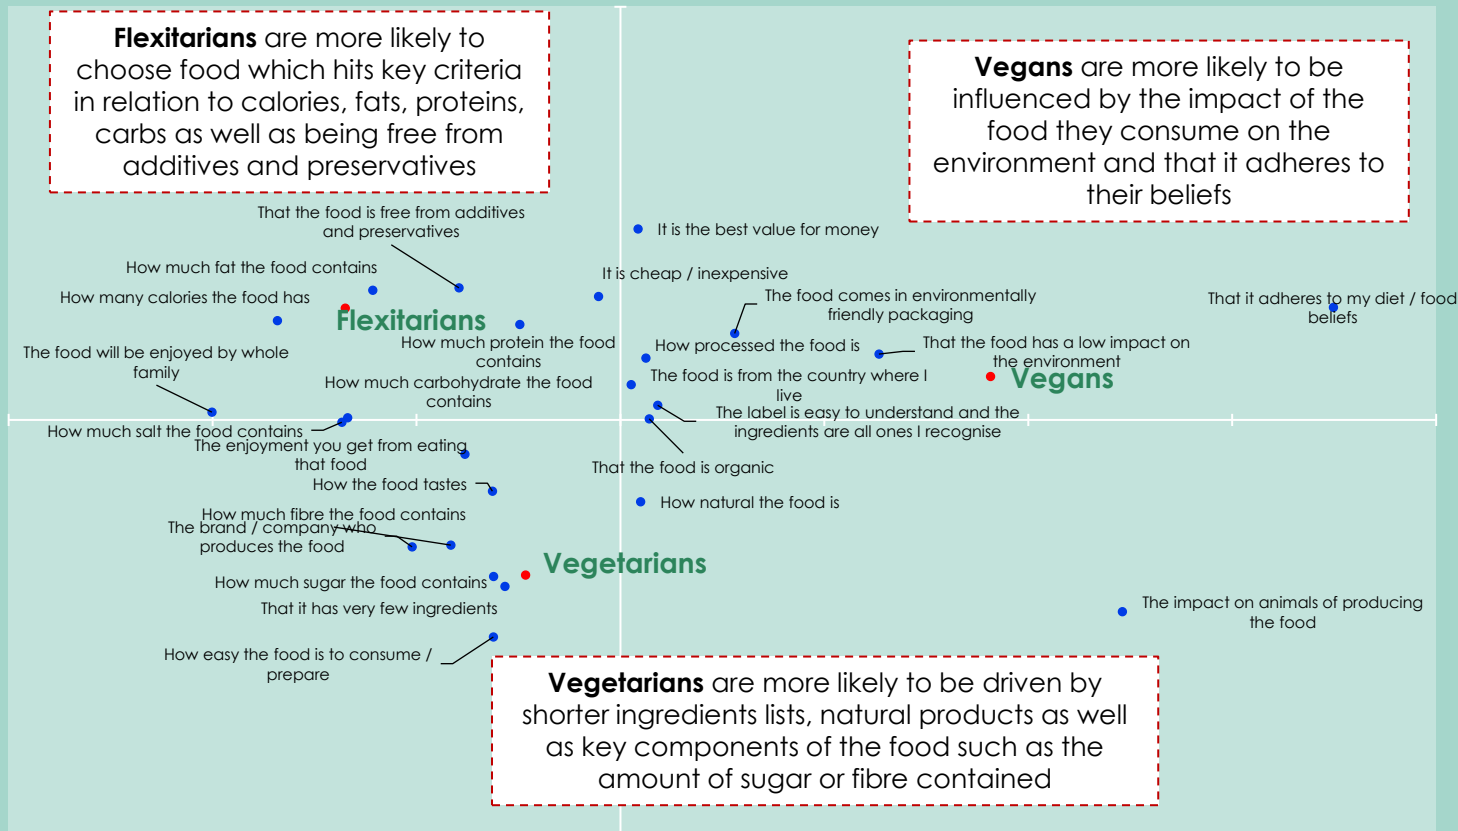 Flexitarians are more likely to
choose food which hits key criteria
in relation to calories, fats, proteins,
carbs as well as being free from
additives and preservatives
Vegans are more likely to be
influenced by the impact of the
food they consume on the
environment and that it adheres to
their beliefs
That the food is free from additives
and preservatives
It is the best value for money
How much fat the food contains
It is cheap / inexpensive
How many calories the food has
Flexitarians
The food comes in environmentally
friendly packaging
That it adheres to my diet / food
beliefs
How much protein the food
contains
How processed the food is
That the food has a low impact on
the environment
The food will be enjoyed by whole
family
How much carbohydrate the food
contains
The food is from the country where I
live
Vegans
The label is easy to understand and the
ingredients are all ones I recognise
How much salt the food contains
The enjoyment you get from eating
that food
That the food is organic
How the food tastes
How natural the food is
How much fibre the food contains
The brand / company who
produces the food
Vegetarians
How much sugar the food contains
That it has very few ingredients
The impact on animals of producing
the food
How easy the food is to consume /
prepare
Vegetarians are more likely to be driven by
shorter ingredients lists, natural products as well
as key components of the food such as the
amount of sugar or fibre contained